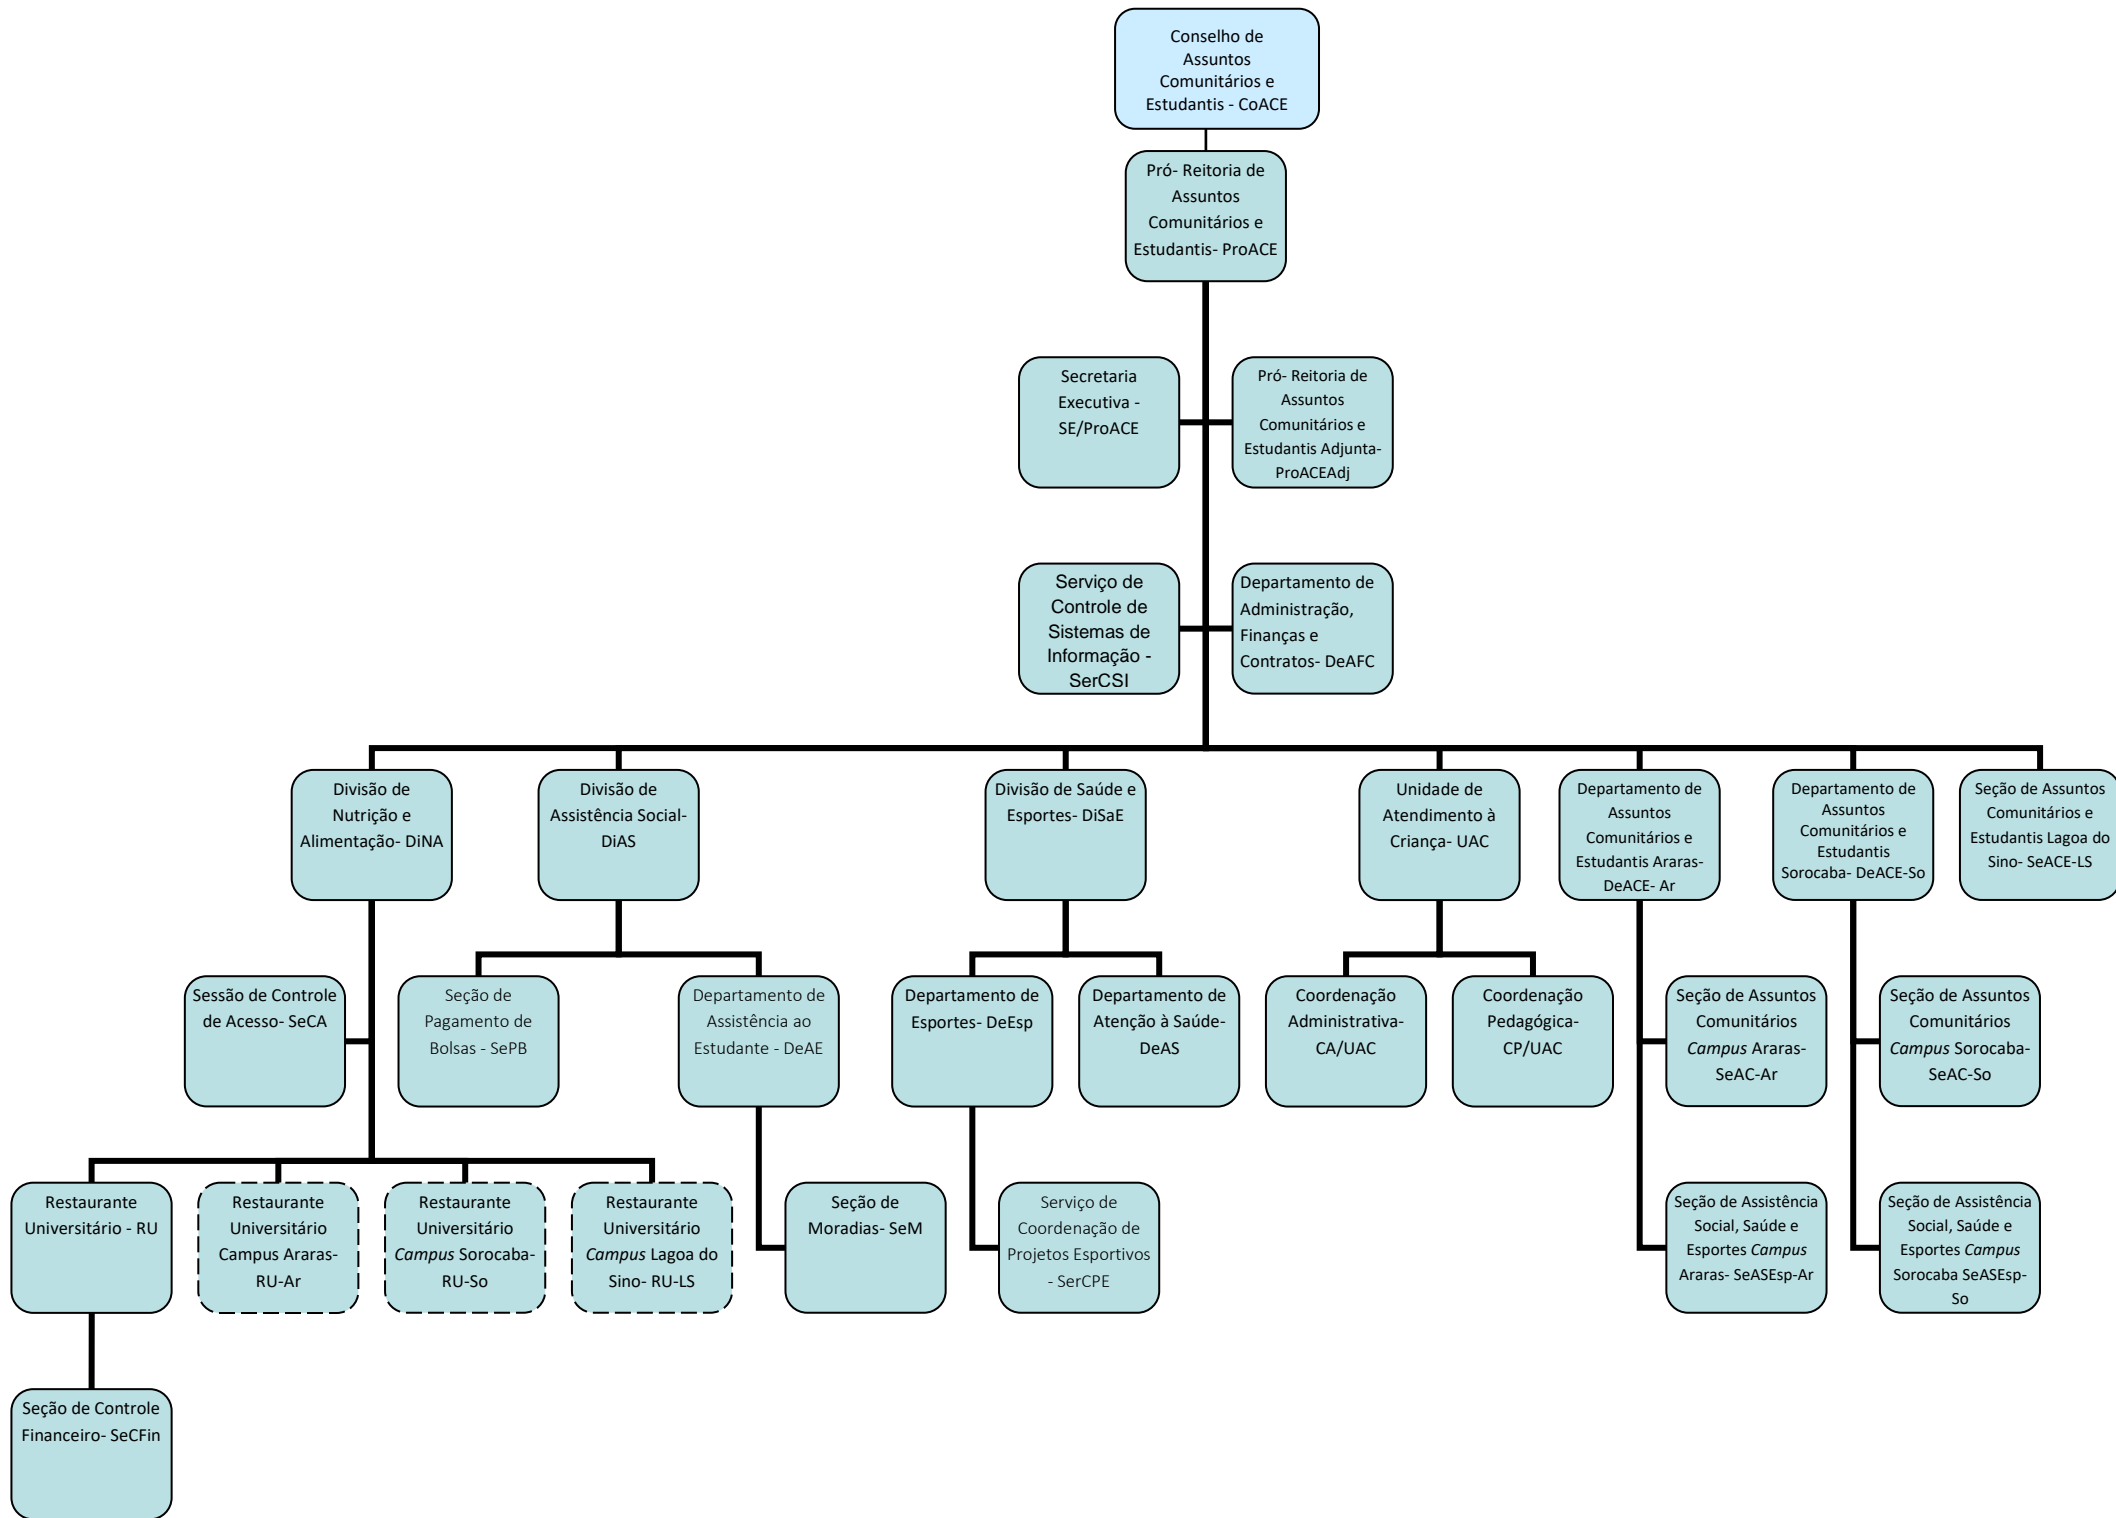 Conselho de
Assuntos
Comunitários e
Estudantis - CoACE
Pró- Reitoria de
Assuntos
Comunitários e
Estudantis- ProACE
Secretaria
Executiva -
SE/ProACE
Pró- Reitoria de
Assuntos
Comunitários e
Estudantis Adjunta-
ProACEAdj
Serviço de
Controle de
Sistemas de
Informação -
SerCSI
Departamento de
Administração,
Finanças e
Contratos- DeAFC
Divisão de
Nutrição e
Alimentação- DiNA
Divisão de
Assistência Social-
DiAS
Divisão de Saúde e
Esportes- DiSaE
Unidade de
Atendimento à
Criança- UAC
Departamento de
Assuntos
Comunitários e
Estudantis Araras-
DeACE- Ar
Departamento de
Assuntos
Comunitários e
Estudantis
Sorocaba- DeACE-So
Seção de Assuntos
Comunitários e
Estudantis Lagoa do
Sino- SeACE-LS
Sessão de Controle
de Acesso- SeCA
Seção de
Pagamento de
Bolsas - SePB
Departamento de
Assistência ao
Estudante - DeAE
Departamento de
Esportes- DeEsp
Departamento de
Atenção à Saúde-
DeAS
Coordenação
Administrativa-
CA/UAC
Coordenação
Pedagógica-
CP/UAC
Seção de Assuntos
Comunitários
Campus Araras-
SeAC-Ar
Seção de Assuntos
Comunitários
Campus Sorocaba-
SeAC-So
Restaurante
Universitário - RU
Restaurante
Universitário
Campus Araras-
RU-Ar
Restaurante
Universitário
Campus Sorocaba-
RU-So
Restaurante
Universitário
Campus Lagoa do
Sino- RU-LS
Seção de
Moradias- SeM
Serviço de
Coordenação de
Projetos Esportivos
- SerCPE
Seção de Assistência
Social, Saúde e
Esportes Campus
Araras- SeASEsp-Ar
Seção de Assistência
Social, Saúde e
Esportes Campus
Sorocaba SeASEsp-
So
Seção de Controle
Financeiro- SeCFin